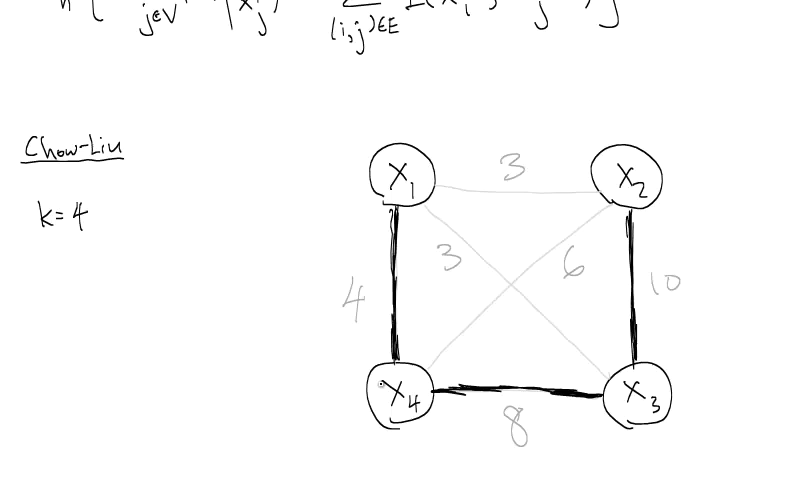 j∈V
(i,j)∈E
Chow-Liu
k=4
X₁ 3 X₂
3 6
4 10
X₄ X₃
8